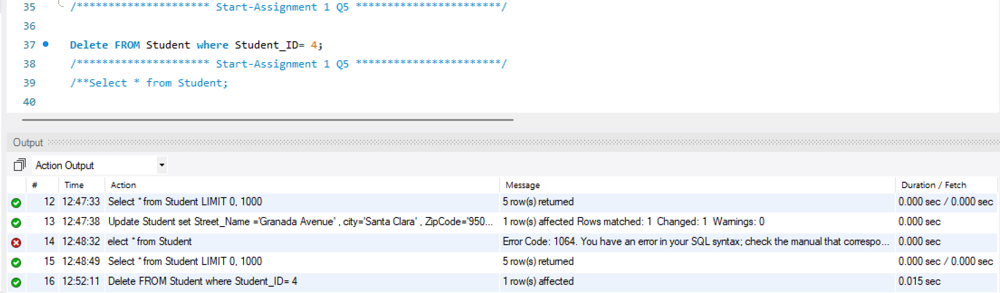 35 /********************* Start-Assignment 1 Q5 ***********************/
36
37 Delete FROM Student where Student_ID= 4;
38 /********************* Start-Assignment 1 Q5 ***********************/
39 /**Select * from Student;
40
Output
Action Output
# Time Action Message Duration / Fetch
12 12:47:33 Select * from Student LIMIT 0, 1000 5 row(s) returned 0.000 sec / 0.000 sec
13 12:47:38 Update Student set Street_Name ='Granada Avenue' , city='Santa Clara' , ZipCode='950... 1 row(s) affected Rows matched: 1 Changed: 1 Warnings: 0 0.000 sec
14 12:48:32 elect * from Student Error Code: 1064. You have an error in your SQL syntax; check the manual that correspo... 0.000 sec
15 12:48:49 Select * from Student LIMIT 0, 1000 5 row(s) returned 0.000 sec / 0.000 sec
16 12:52:11 Delete FROM Student where Student_ID= 4 1 row(s) affected 0.015 sec